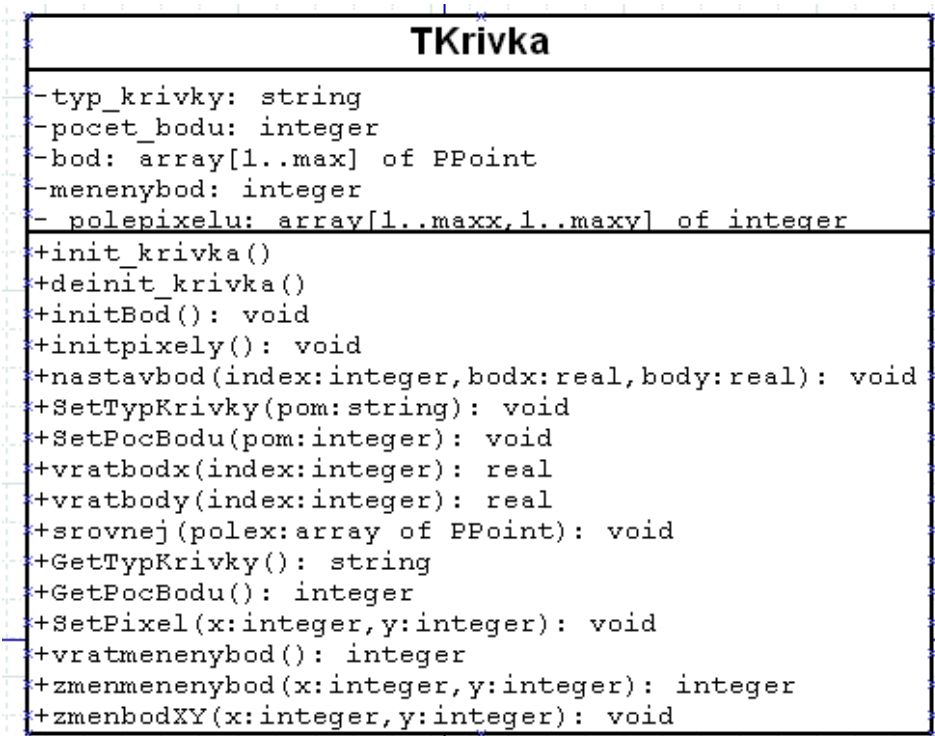 TKrivka
-typ_krivky: string
-pocet_bodu: integer
-bod: array[1..max] of PPoint
-menenybod: integer
- polepixelu: array[1..maxx,1..maxy] of integer
+init_krivka()
+deinit_krivka()
+initBod(): void
+initpixely(): void
+nastavbod(index:integer,bodx:real,body:real): void
+SetTypKrivky(pom:string): void
+SetPocBodu(pom:integer): void
+vratbodx(index:integer): real
+vratbody(index:integer): real
+srovnej(polex:array of PPoint): void
+GetTypKrivky(): string
+GetPocBodu(): integer
+SetPixel(x:integer,y:integer): void
+vratmenenybod(): integer
+zmenmenenybod(x:integer,y:integer): integer
+zmenbodXY(x:integer,y:integer): void